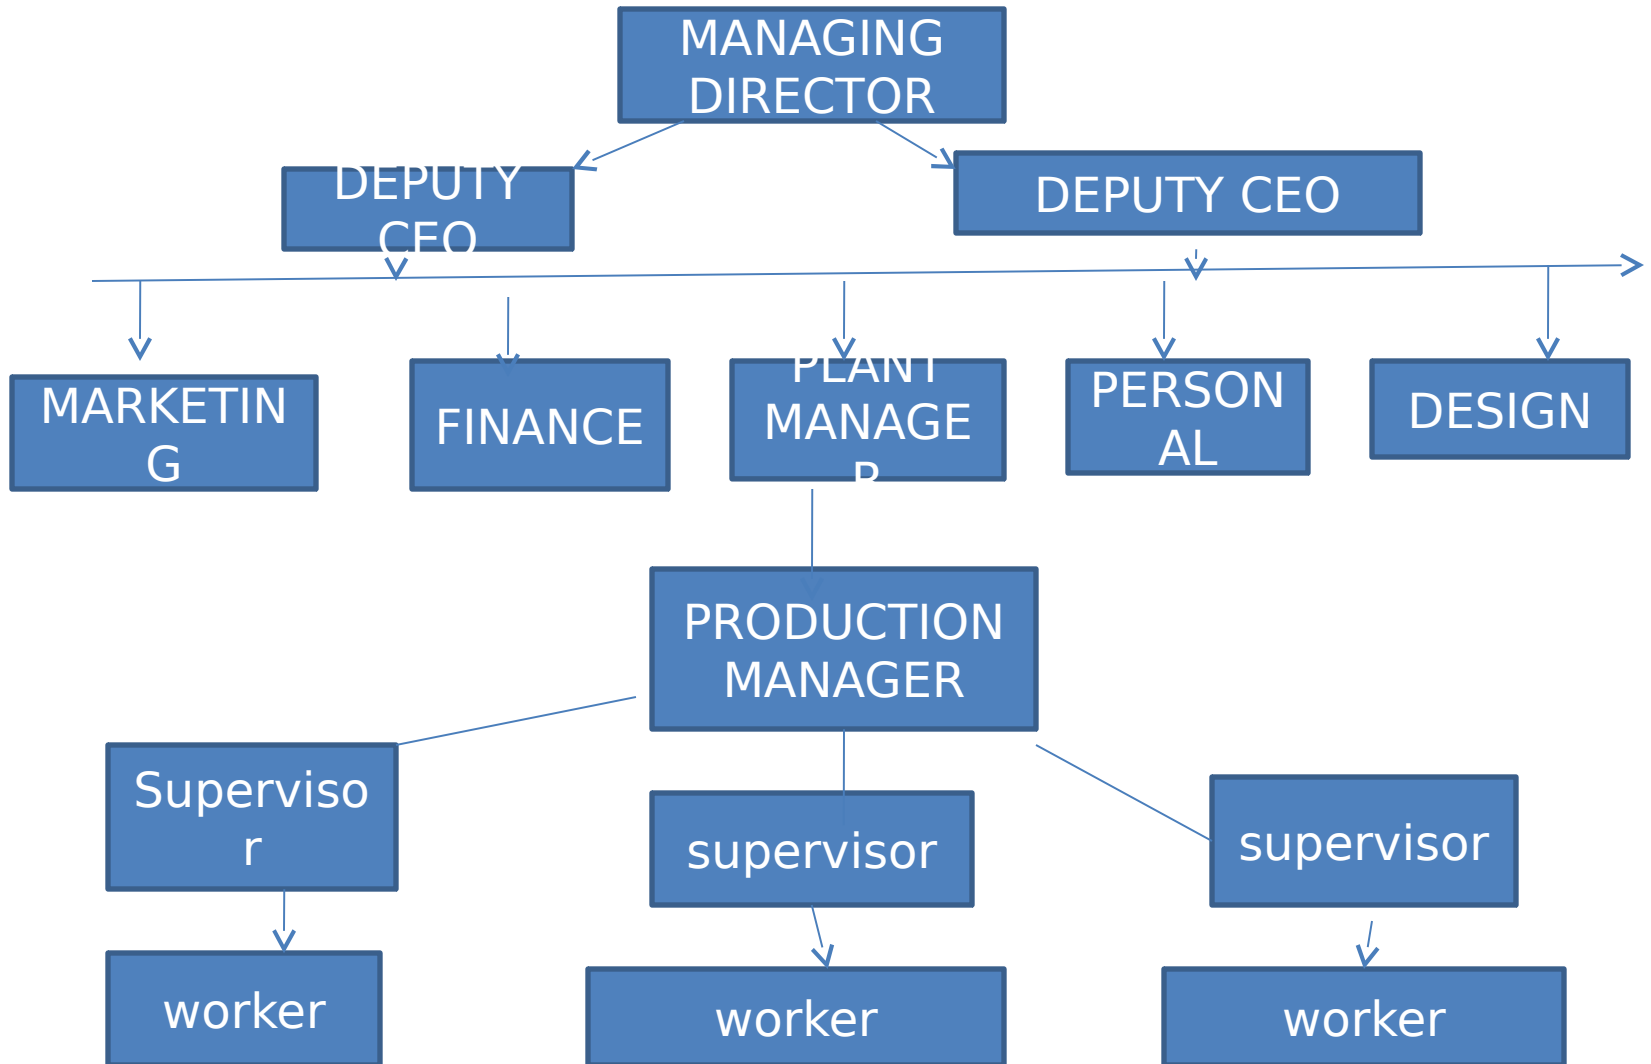 MANAGING
DIRECTOR
DEPUTY
CEO
DEPUTY CEO
MARKETIN
G
FINANCE
PLANT
MANAGE
R
PERSON
AL
DESIGN
PRODUCTION
MANAGER
Superviso
r
supervisor
supervisor
worker
worker
worker